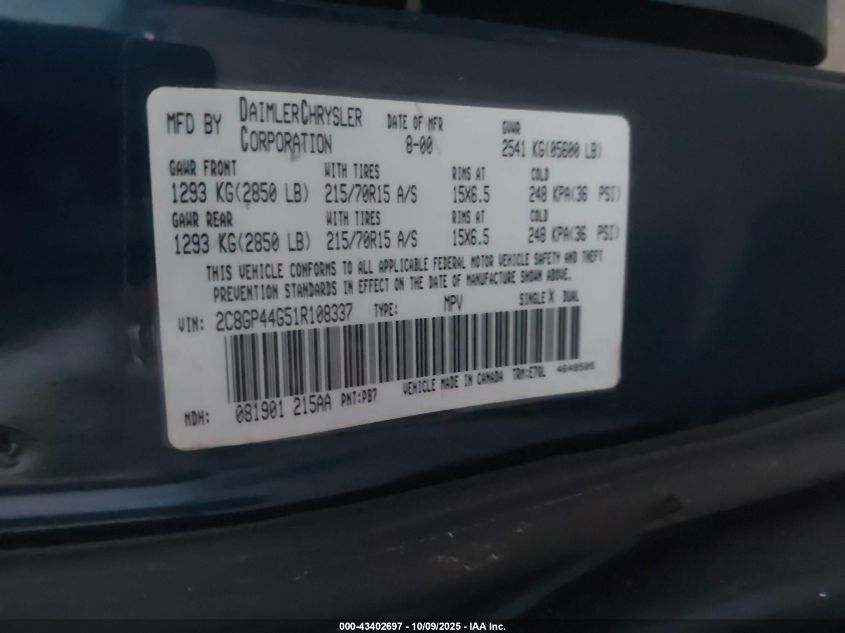 MFD BY DAIMLERCHRYSLER CORPORATION DATE OF MFR 8-00 GVWR 2541 KG(05600 LB)
GAWR FRONT WITH TIRES RIMS AT COLD
1293 KG(2850 LB) 215/70R15 A/S 15X6.5 248 KPA(36 PSI)
GAWR REAR WITH TIRES RIMS AT COLD
1293 KG(2850 LB) 215/70R15 A/S 15X6.5 248 KPA(36 PSI)
THIS VEHICLE CONFORMS TO ALL APPLICABLE FEDERAL MOTOR VEHICLE SAFETY AND THEFT
PREVENTION STANDARDS IN EFFECT ON THE DATE OF MANUFACTURE SHOWN ABOVE.
VIN: 2C8GP44G51R108337 TYPE: MPV SINGLE X DUAL
MDH: 081901 215AA PNT:PB7 VEHICLE MADE IN CANADA TRM:E70L 4648505
000-43402697 - 10/09/2025 - IAA Inc.